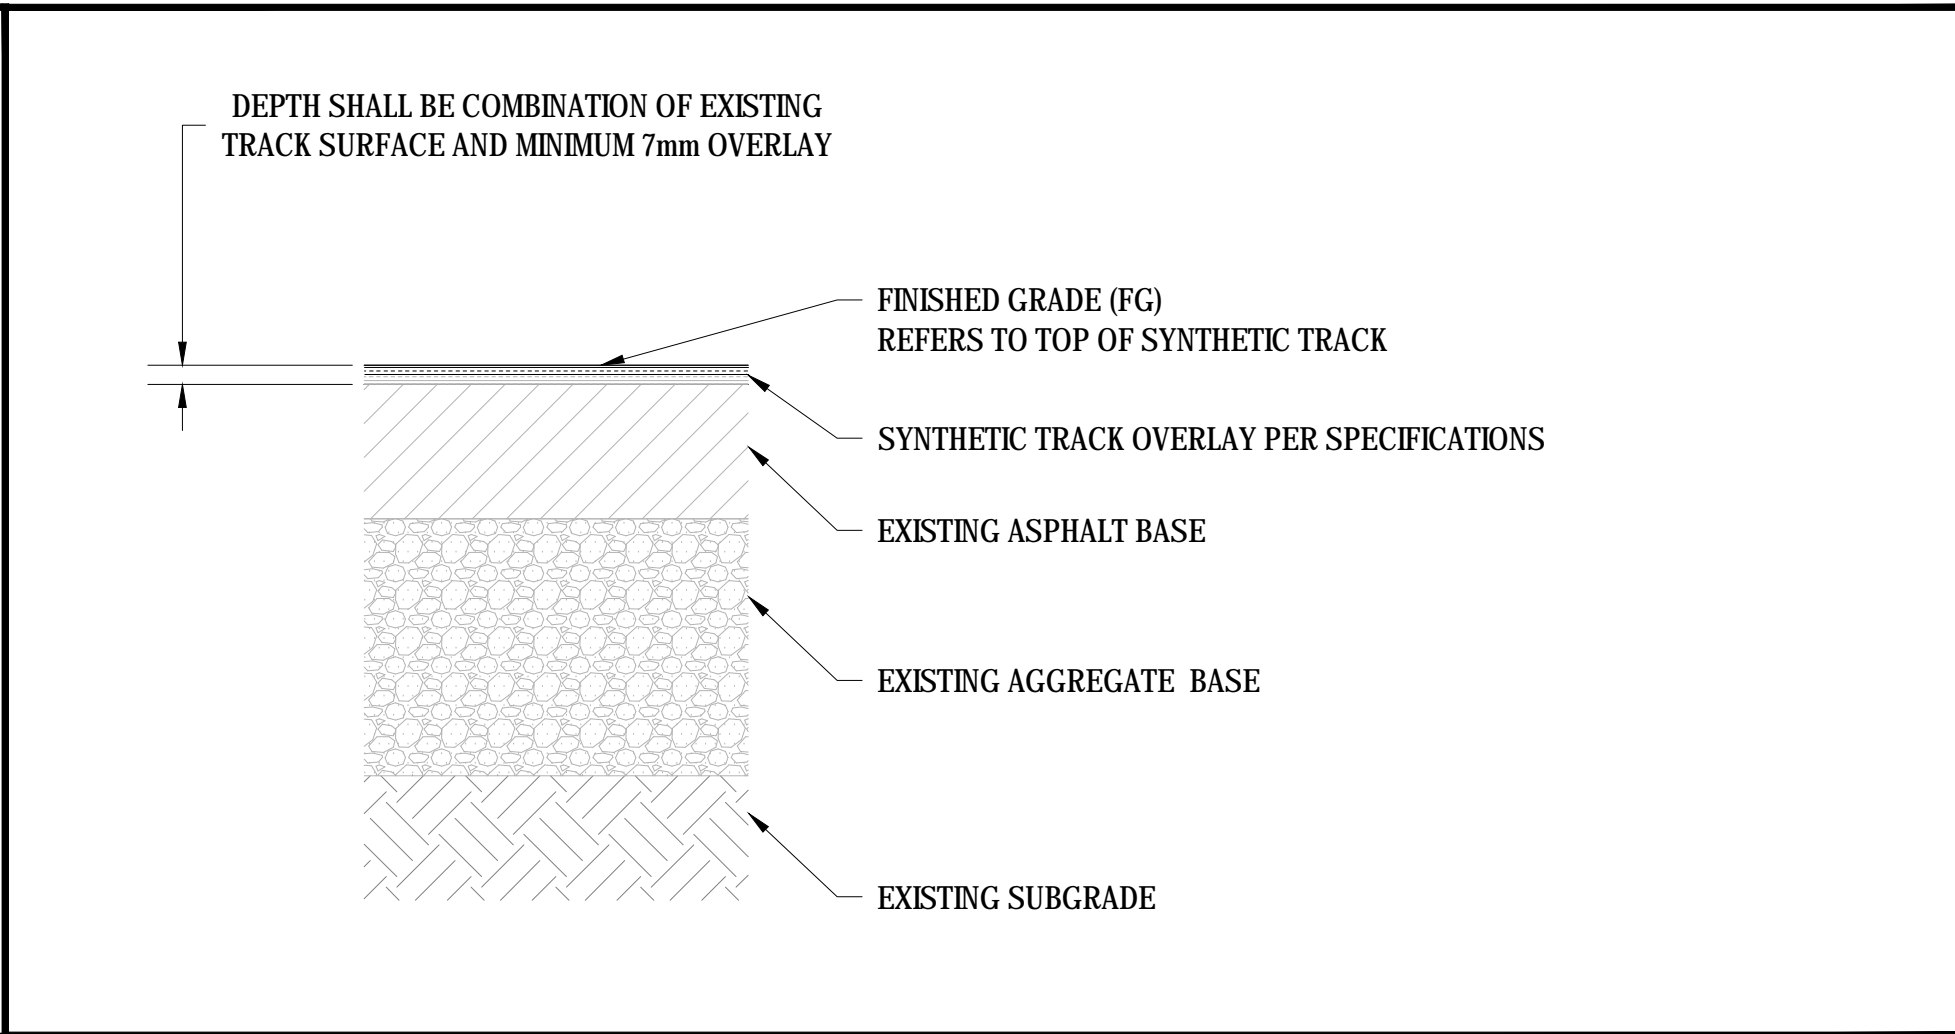 DEPTH SHALL BE COMBINATION OF EXISTING
TRACK SURFACE AND MINIMUM 7mm OVERLAY
FINISHED GRADE (FG)
REFERS TO TOP OF SYNTHETIC TRACK
SYNTHETIC TRACK OVERLAY PER SPECIFICATIONS
EXISTING ASPHALT BASE
EXISTING AGGREGATE  BASE
EXISTING SUBGRADE